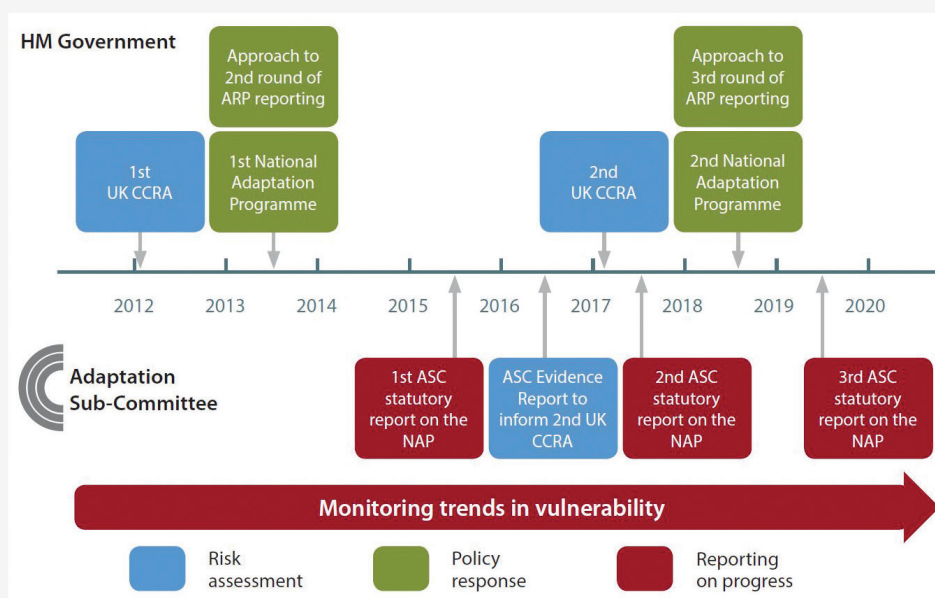 HM Government
Approach to
2nd round of
ARP reporting
Approach to
3rd round of
ARP reporting
1st
UK CCRA
1st National
Adaptation
Programme
2nd
UK CCRA
2nd National
Adaptation
Programme
2012
2013
2014
2015
2016
2017
2018
2019
2020
Adaptation
Sub-Committee
1st ASC
statutory
report on the
NAP
ASC Evidence
Report to
inform 2nd UK
CCRA
2nd ASC
statutory
report on the
NAP
3rd ASC
statutory
report on the
NAP
Monitoring trends in vulnerability
Risk
assessment
Policy
response
Reporting
on progress